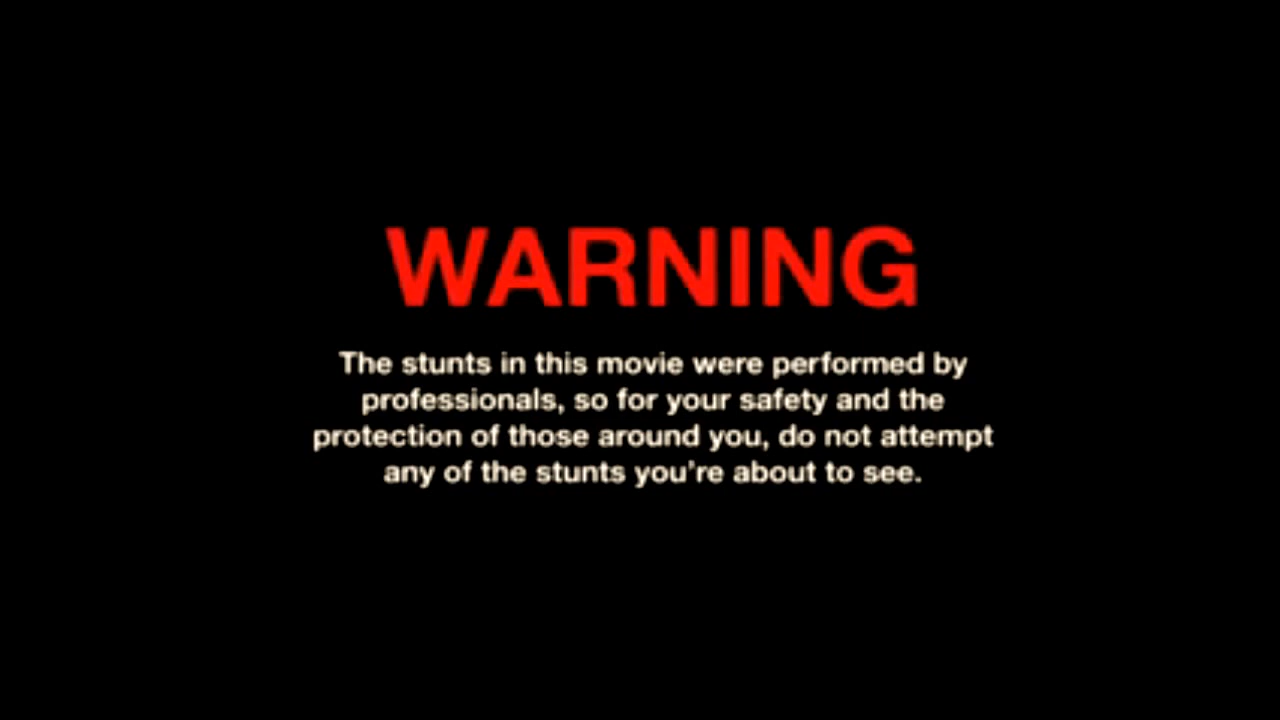 WARNING
The stunts in this movie were performed by
professionals, so for your safety and the
protection of those around you, do not attempt
any of the stunts you're about to see.